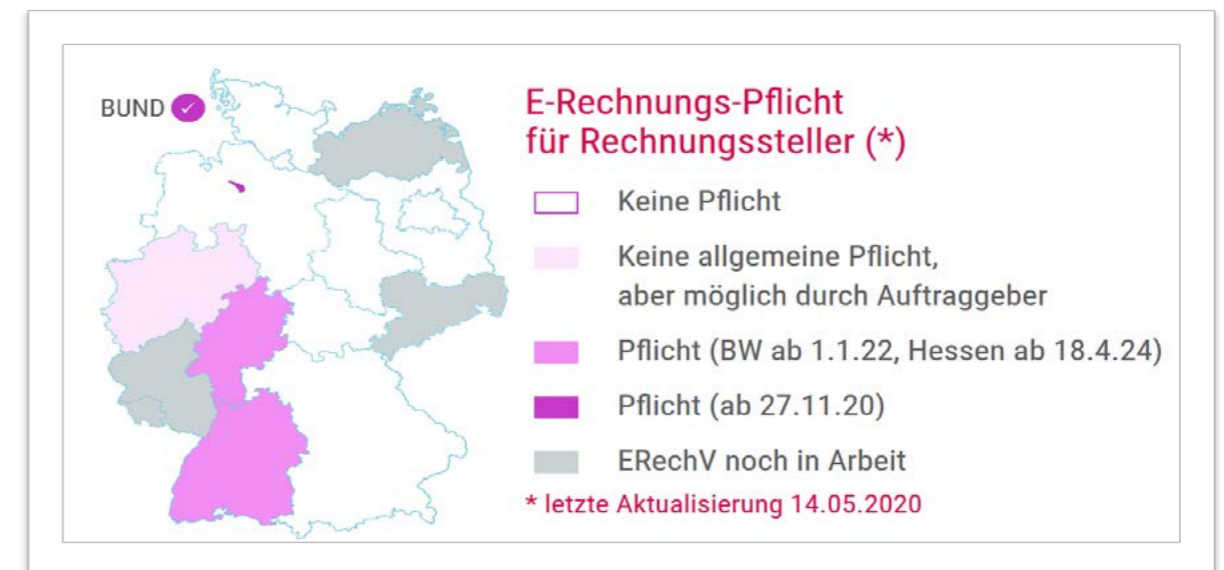 BUND
E-Rechnungs-Pflicht
für Rechnungssteller (*)
Keine Pflicht
Keine allgemeine Pflicht,
aber möglich durch Auftraggeber
Pflicht (BW ab 1.1.22, Hessen ab 18.4.24)
Pflicht (ab 27.11.20)
ERechV noch in Arbeit
* letzte Aktualisierung 14.05.2020